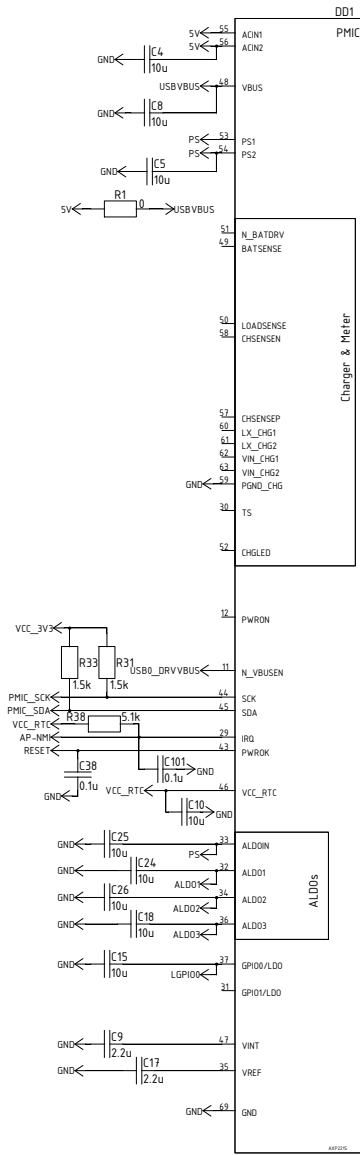 DD1
PMIC
5V 55 ACIN1
5V 56 ACIN2
C4
GND 10u
USBVBUS 48 VBUS
C8
GND 10u
PS 53 PS1
PS 54 PS2
C5
GND 10u
R1
5V 0 USBVBUS
51 N_BATDRV
49 BATSENSE
50 LOADSENSE
58 CHSENSEN
Charger & Meter
57 CHSENSEP
60 LX_CHG1
61 LX_CHG2
62 VIN_CHG1
63 VIN_CHG2
GND 59 PGND_CHG
30 TS
52 CHGLED
12 PWRON
VCC_3V3
R33 R31
1.5k 1.5k
USB0_DRVVBUS 11 N_VBUSEN
PMIC_SCK 44 SCK
PMIC_SDA 45 SDA
VCC_RTC R38 5.1k
AP-NMI 29 IRQ
RESET 43 PWROK
C38 0.1u GND
C101 0.1u GND
VCC_RTC 46 VCC_RTC
C10 10u GND
C25
GND 10u 33 ALDOIN
PS
C24
GND 10u 32 ALDO1
ALDO1
C26
GND 10u 34 ALDO2
ALDO2
C18
GND 10u 36 ALDO3
ALDO3
ALDOs
C15
GND 10u 37 GPIO0/LDO
LGPIO0
31 GPIO1/LDO
C9
GND 2.2u 47 VINT
C17
GND 2.2u 35 VREF
GND 69 GND
AXP221S